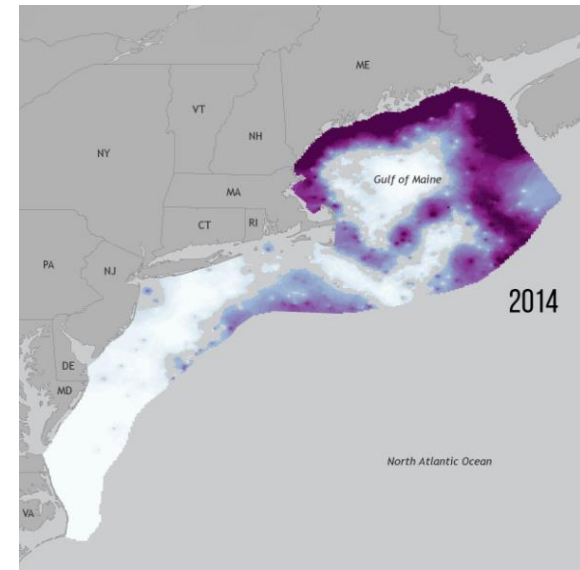 ME
VT
NH
NY
Gulf of Maine
MA
CT
RI
PA
NJ
2014
DE
MD
North Atlantic Ocean
VA